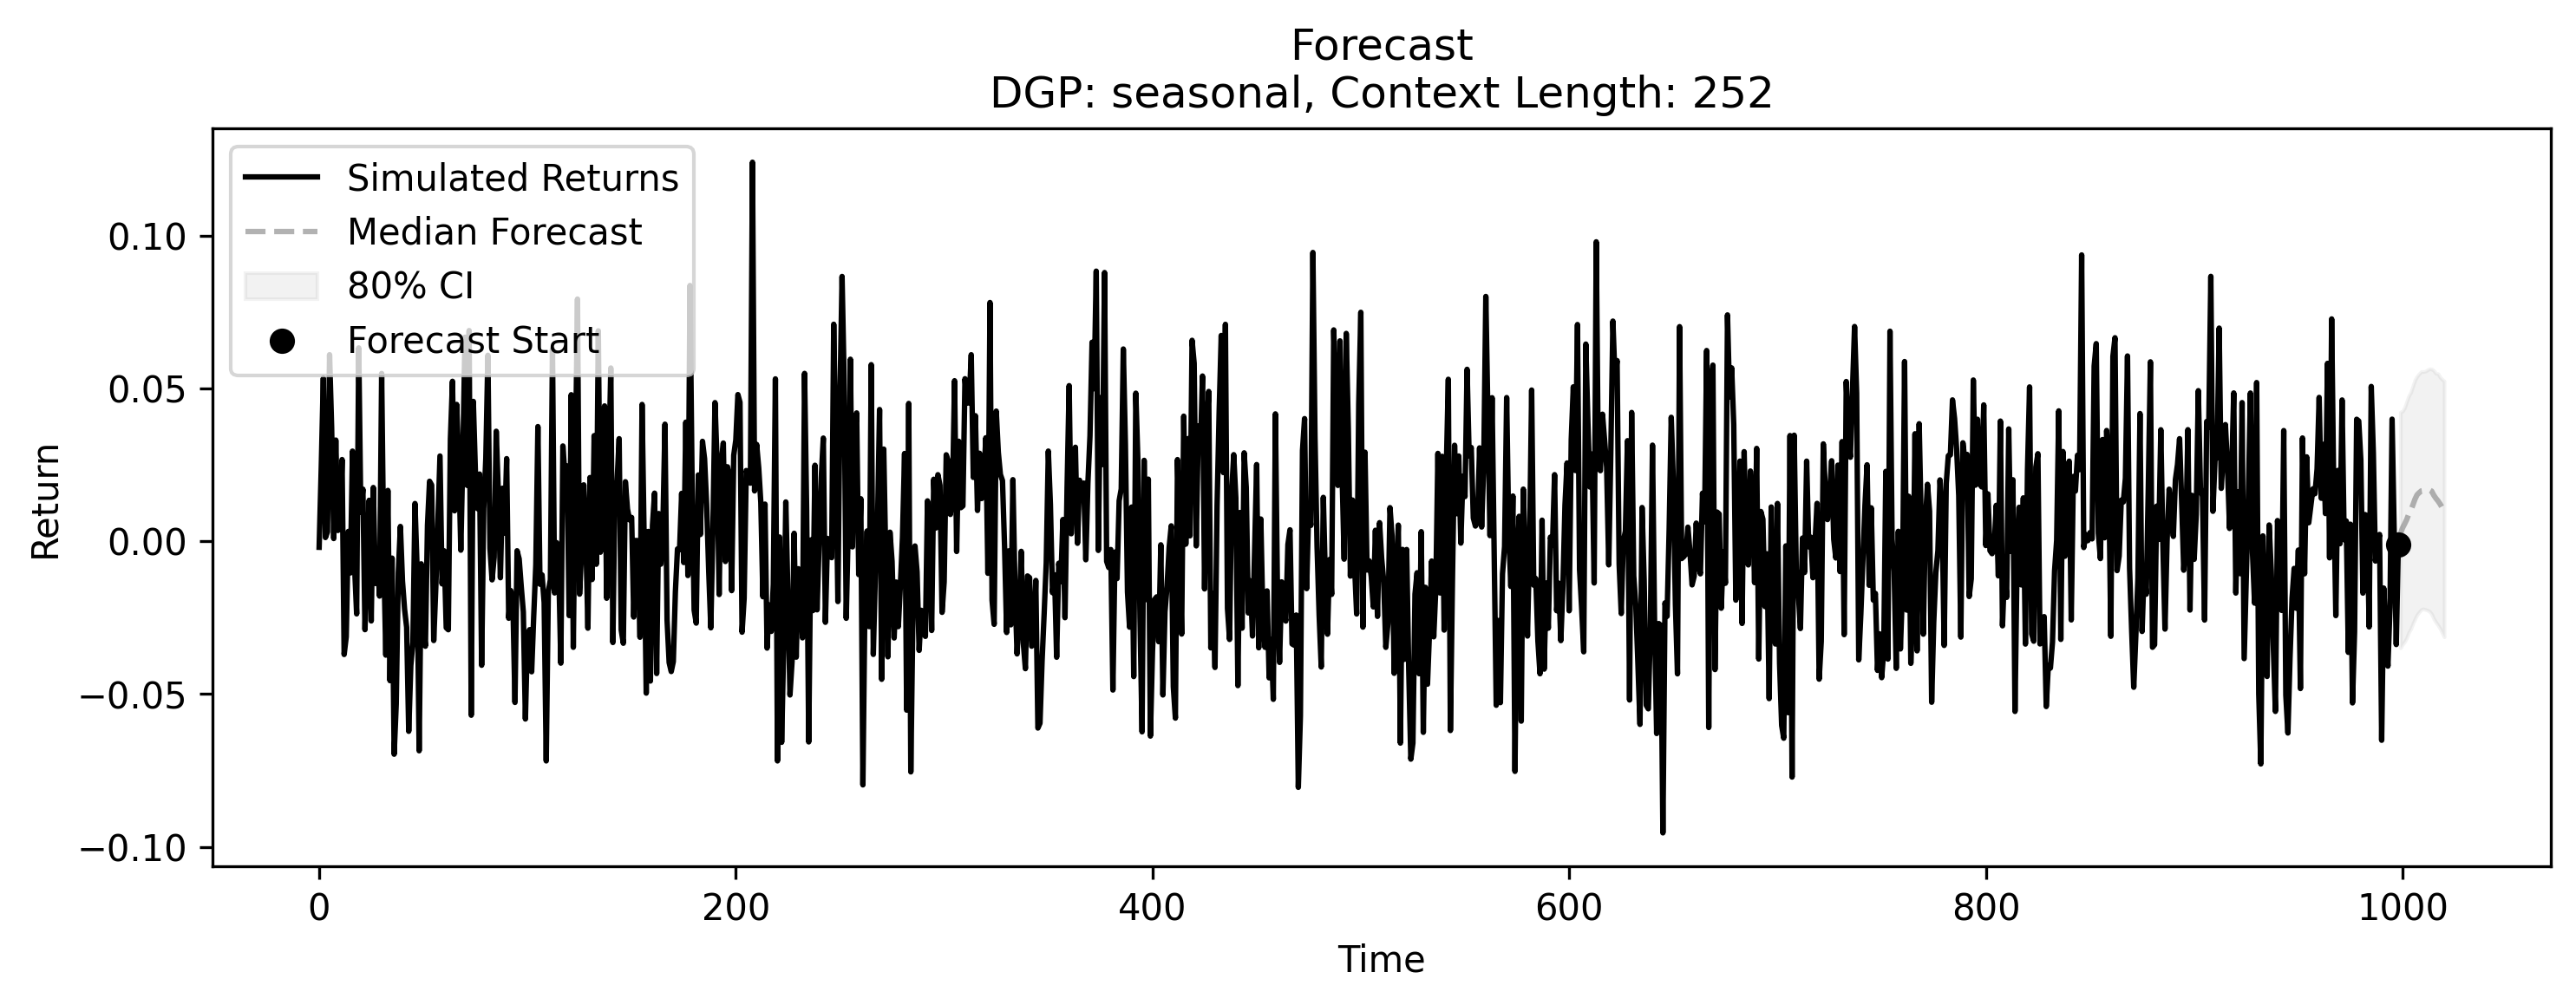 Forecast
DGP: seasonal, Context Length: 252
Simulated Returns
Median Forecast
80% CI
Forecast Start
Return
0.10
0.05
0.00
−0.05
−0.10
0 200 400 600 800 1000
Time